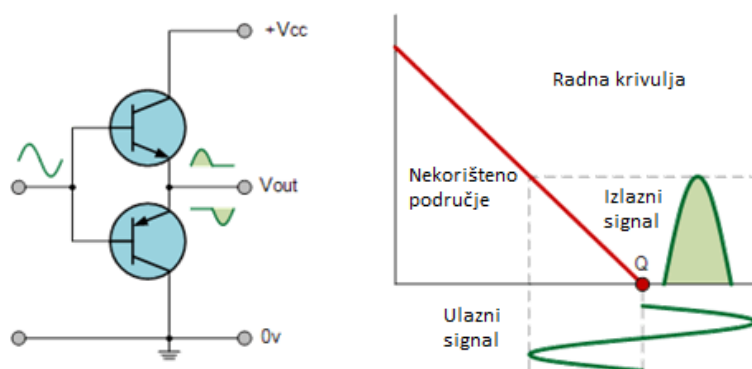 +Vcc
Vout
0v
Radna krivulja
Nekorišteno
područje
Izlazni
signal
Q
Ulazni
signal